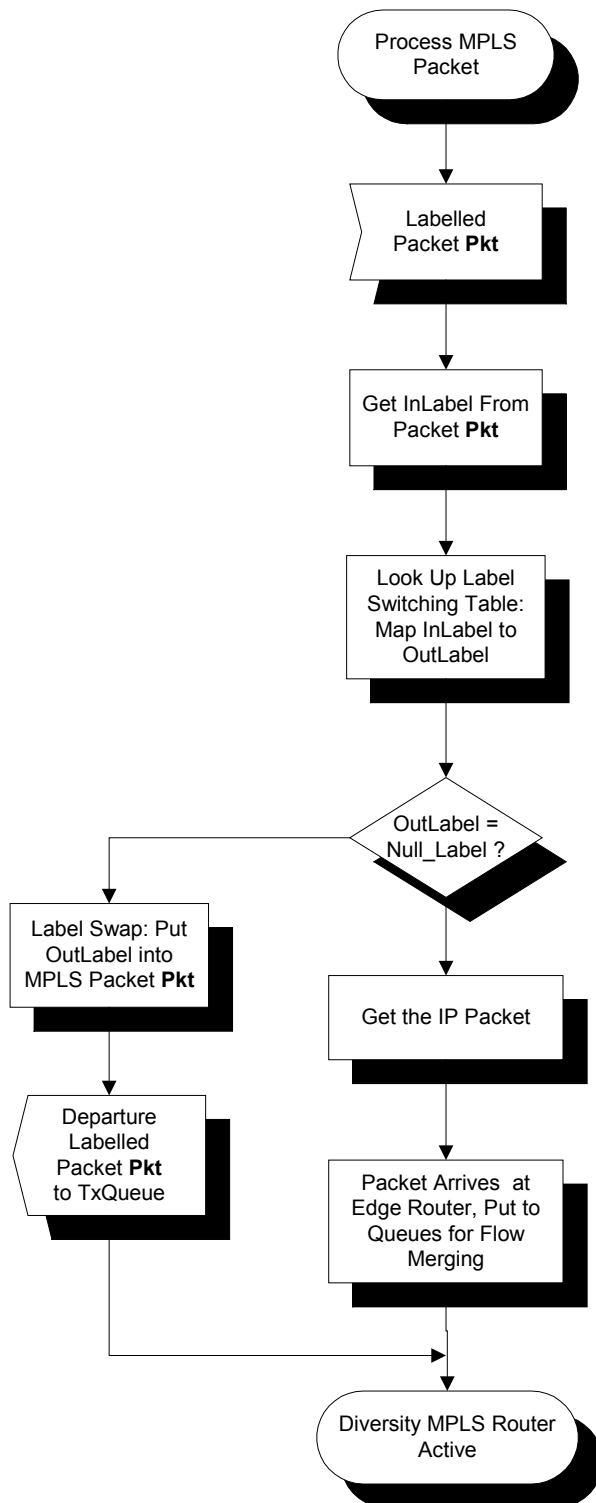 Process MPLS
Packet
Labelled
Packet Pkt
Get InLabel From
Packet Pkt
Look Up Label
Switching Table:
Map InLabel to
OutLabel
OutLabel =
Null_Label ?
Label Swap: Put
OutLabel into
MPLS Packet Pkt
Get the IP Packet
Departure
Labelled
Packet Pkt
to TxQueue
Packet Arrives at
Edge Router, Put to
Queues for Flow
Merging
Diversity MPLS Router
Active